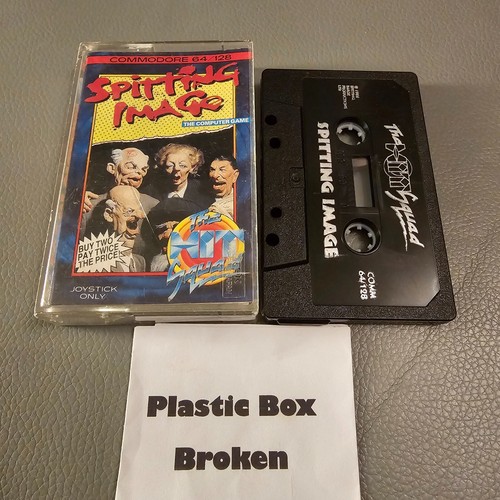 COMMODORE 64/128
SPITTING
IMAGE
THE COMPUTER GAME
BUY TWO
PAY TWICE
THE PRICE!
The
HIT
Squad
JOYSTICK
ONLY
The
HIT
Squad
SPITTING IMAGE
COMM
64/128
Plastic Box
Broken